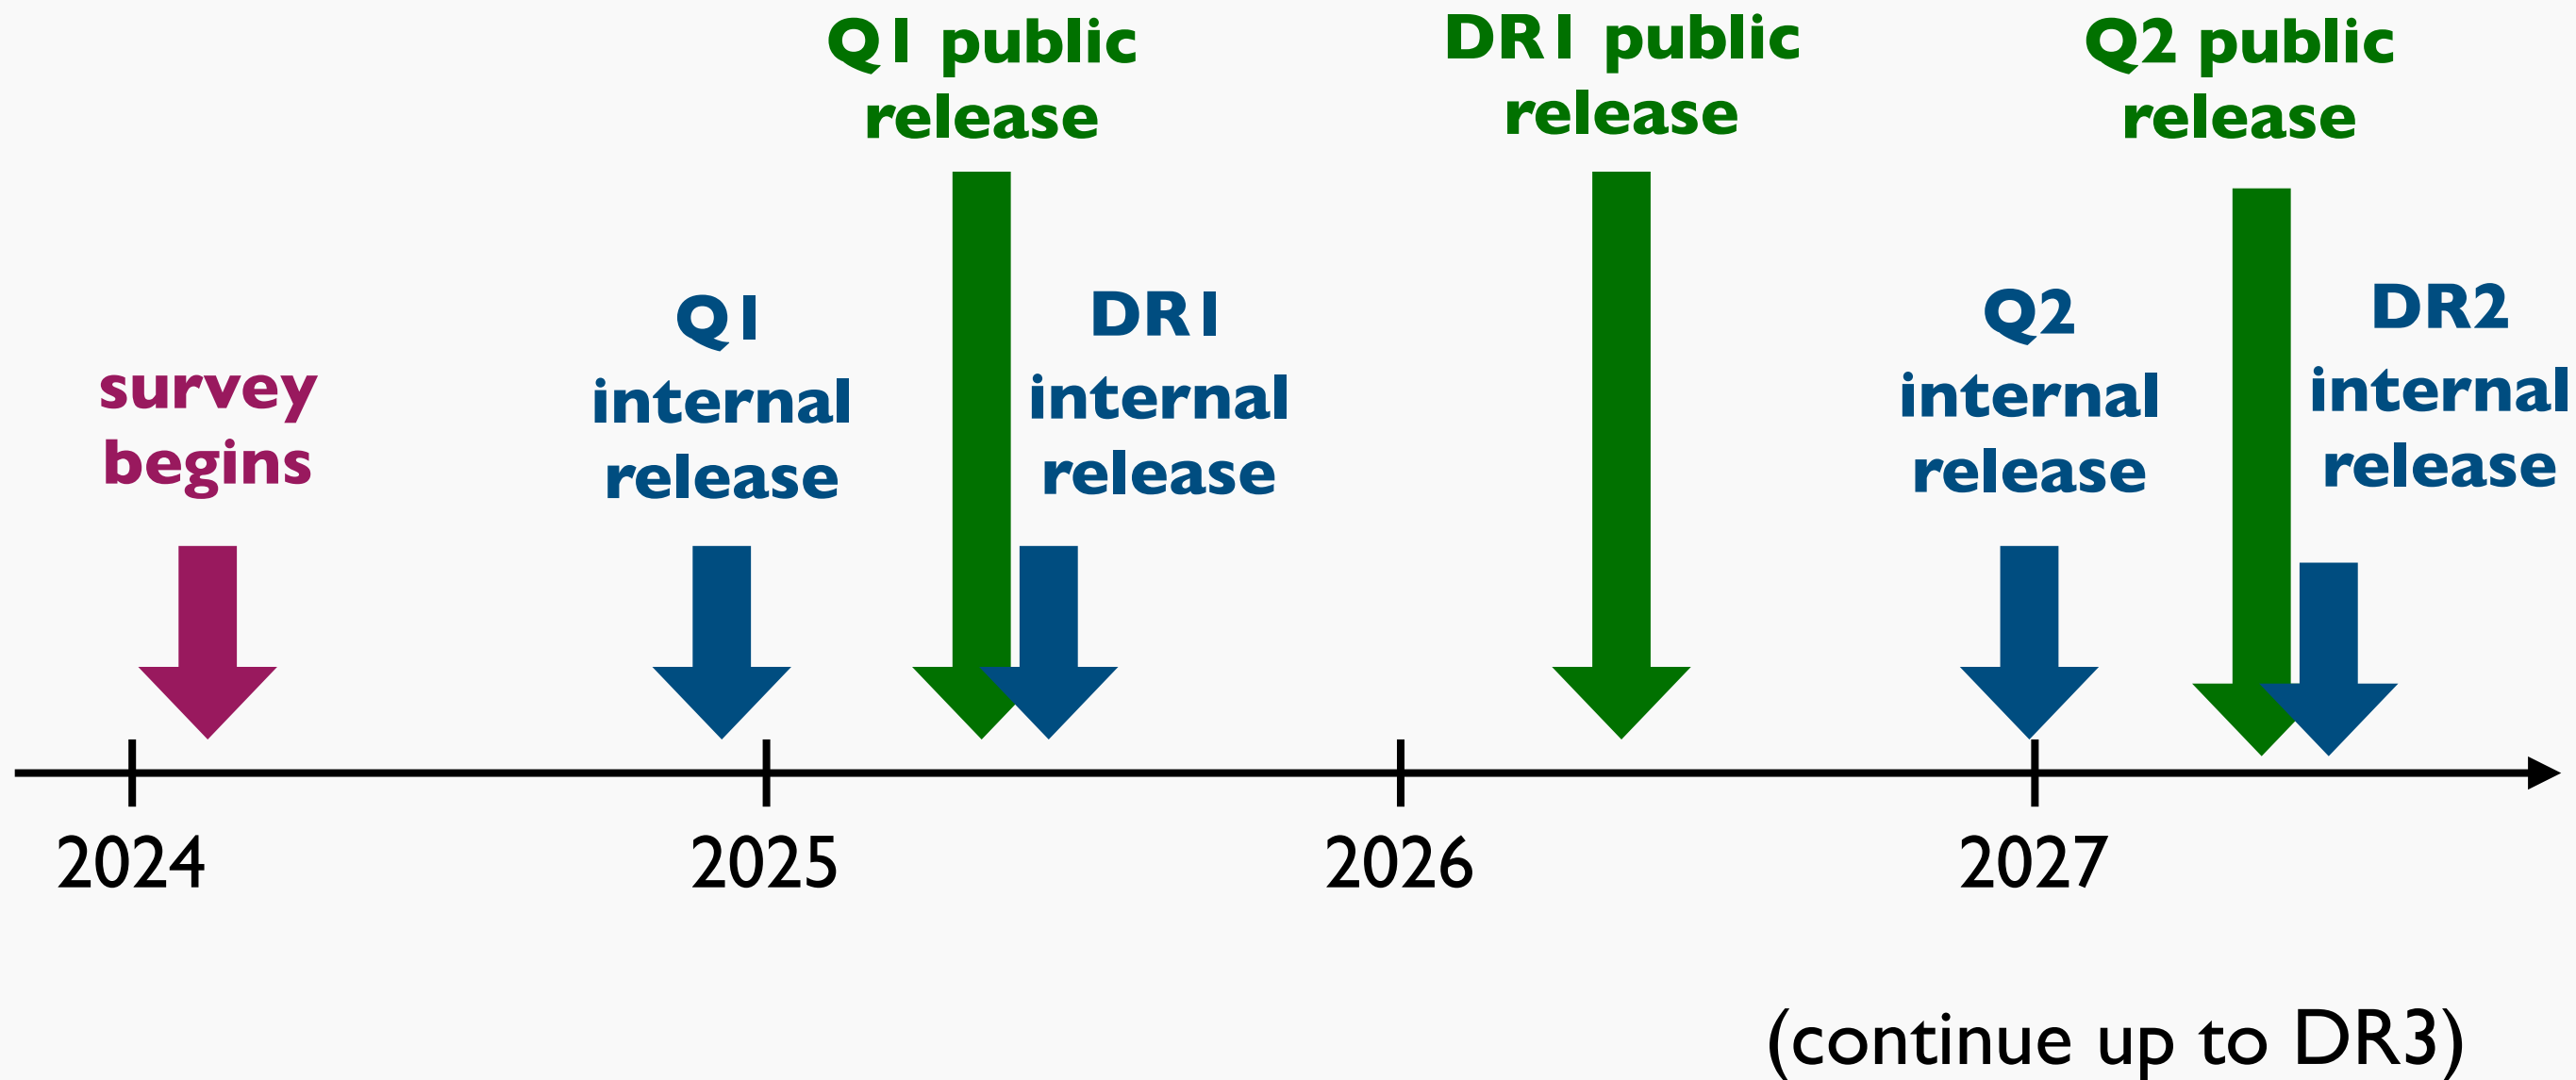 Q1 public
release
DR1 public
release
Q2 public
release
survey
begins
Q1
internal
release
DR1
internal
release
Q2
internal
release
DR2
internal
release
2024
2025
2026
2027
(continue up to DR3)